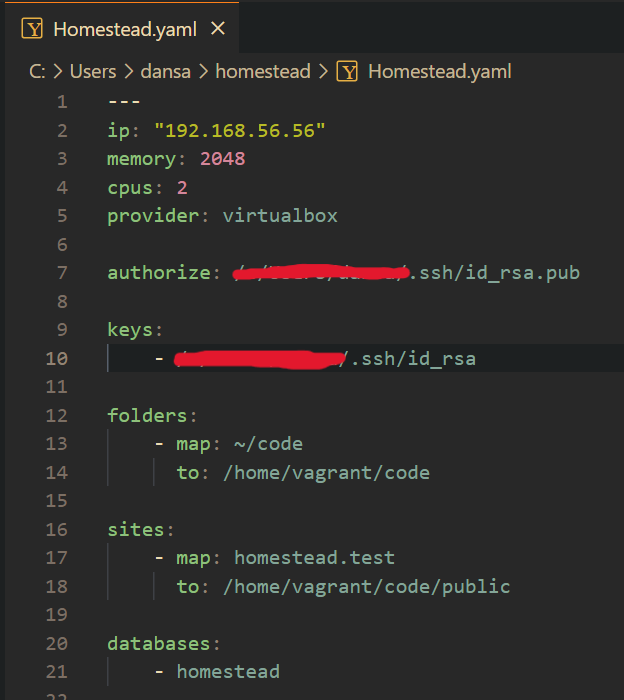 Homestead.yaml ×
C: > Users > dansa > homestead > Homestead.yaml
1 ---
2 ip: "192.168.56.56"
3 memory: 2048
4 cpus: 2
5 provider: virtualbox
6
7 authorize: .ssh/id_rsa.pub
8
9 keys:
10 - /.ssh/id_rsa
11
12 folders:
13 - map: ~/code
14 to: /home/vagrant/code
15
16 sites:
17 - map: homestead.test
18 to: /home/vagrant/code/public
19
20 databases:
21 - homestead